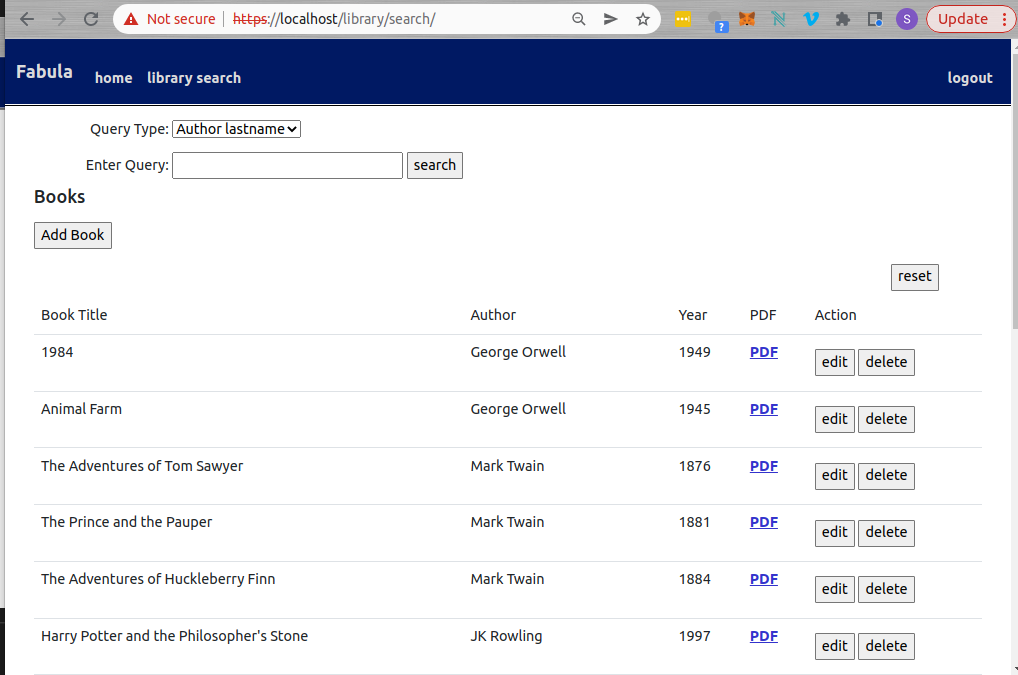 Not secure https://localhost/library/search/ ? S Update
Fabula home library search logout
Query Type: Author lastname
Enter Query: search
Books
Add Book
reset
Book Title Author Year PDF Action
1984 George Orwell 1949 PDF edit delete
Animal Farm George Orwell 1945 PDF edit delete
The Adventures of Tom Sawyer Mark Twain 1876 PDF edit delete
The Prince and the Pauper Mark Twain 1881 PDF edit delete
The Adventures of Huckleberry Finn Mark Twain 1884 PDF edit delete
Harry Potter and the Philosopher's Stone JK Rowling 1997 PDF edit delete